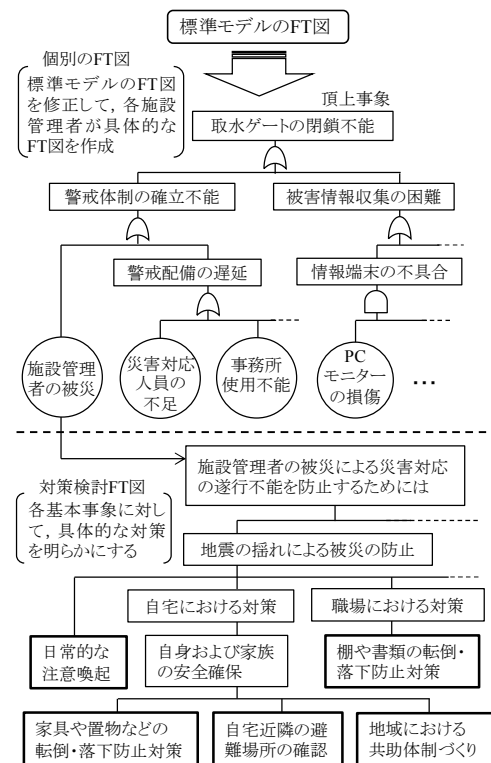 標準モデルのFT図
個別のFT図
標準モデルのFT図
を修正して，各施設
管理者が具体的な
FT図を作成
頂上事象
取水ゲートの閉鎖不能
警戒体制の確立不能
被害情報収集の困難
警戒配備の遅延
情報端末の不具合
施設管理
者の被災
災害対応
人員の
不足
事務所
使用不能
PC
モニター
の損傷
…
施設管理者の被災による災害対応
の遂行不能を防止するためには
対策検討FT図
各基本事象に対し
て，具体的な対策
を明らかにする
地震の揺れによる被災の防止
自宅における対策
職場における対策
日常的な
注意喚起
自身および家族
の安全確保
棚や書類の転倒・
落下防止対策
家具や置物などの
転倒・落下防止対策
自宅近隣の避
難場所の確認
地域における
共助体制づくり